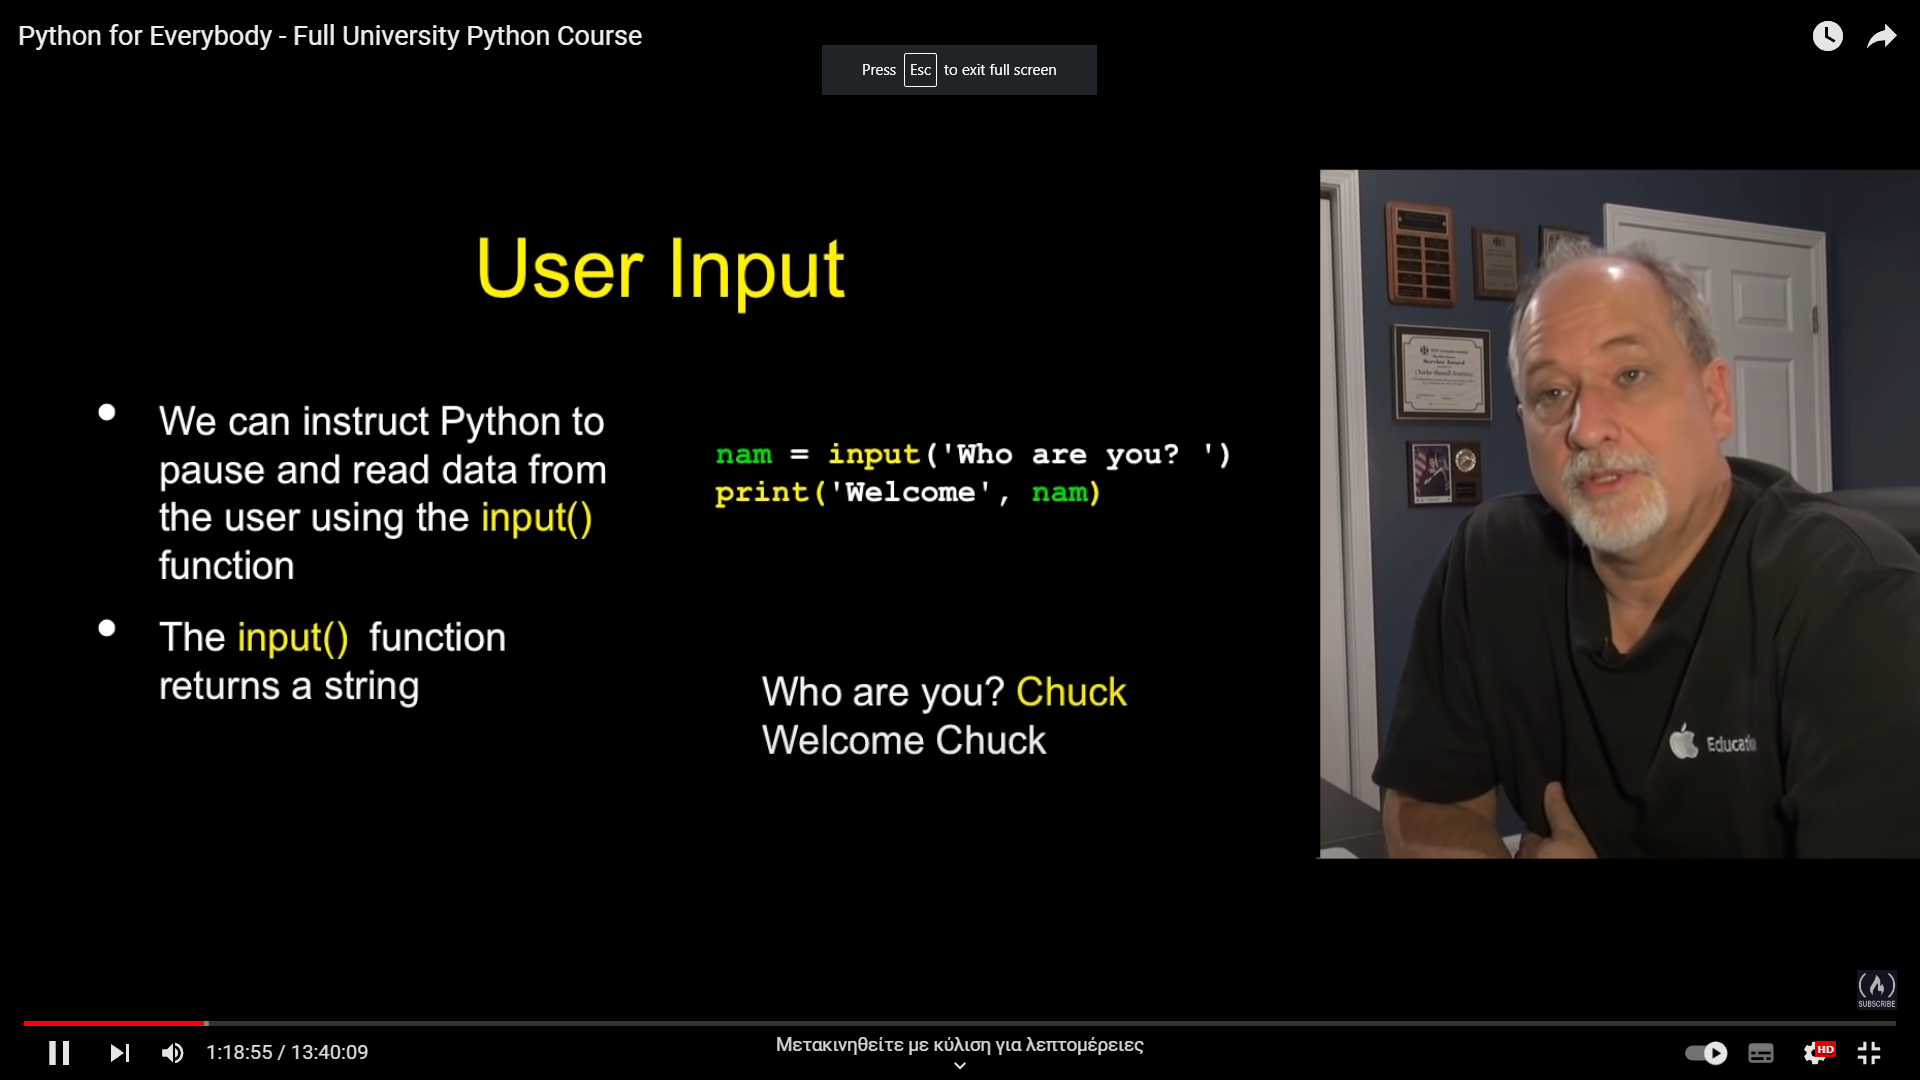 Python for Everybody - Full University Python Course
Press Esc to exit full screen
User Input
We can instruct Python to
pause and read data from
the user using the input()
function
The input() function
returns a string
nam = input('Who are you? ')
print('Welcome', nam)
Who are you? Chuck
Welcome Chuck
Service Award
Educatio
SUBSCRIBE
1:18:55 / 13:40:09
Μετακινηθείτε με κύλιση για λεπτομέρειες
HD